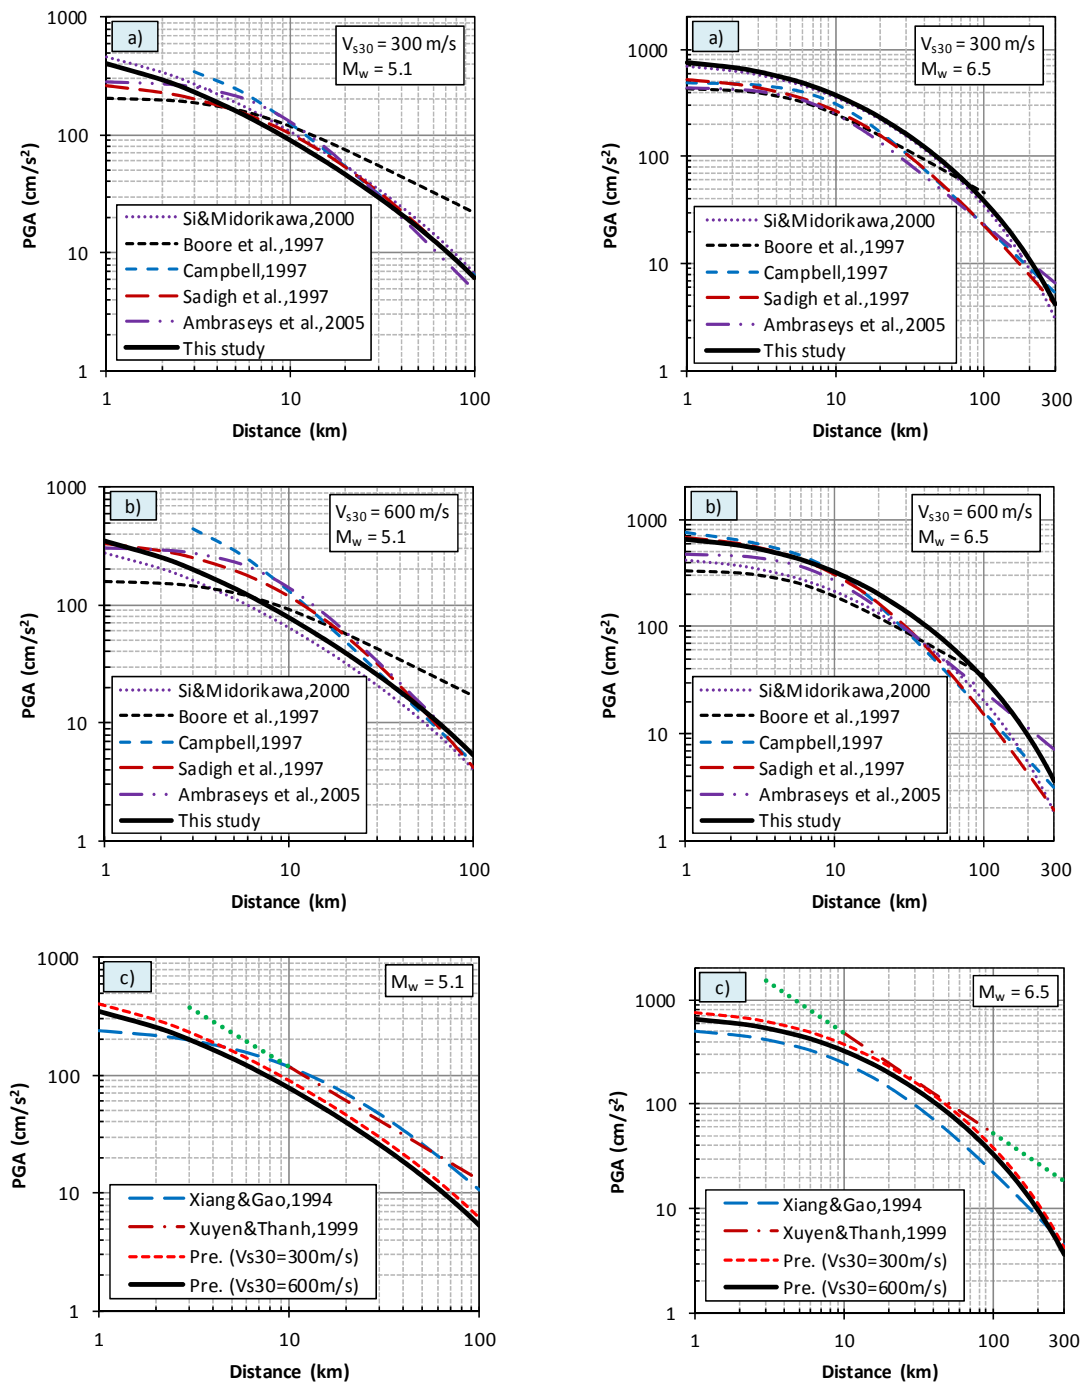 a)
V_s30 = 300 m/s
M_w = 5.1
1000
100
10
1
PGA (cm/s²)
Si&Midorikawa,2000
Boore et al.,1997
Campbell,1997
Sadigh et al.,1997
Ambraseys et al.,2005
This study
1
10
100
Distance (km)
a)
V_s30 = 300 m/s
M_w = 6.5
1000
100
10
1
PGA (cm/s²)
Si&Midorikawa,2000
Boore et al.,1997
Campbell,1997
Sadigh et al.,1997
Ambraseys et al.,2005
This study
1
10
100
300
Distance (km)
b)
V_s30 = 600 m/s
M_w = 5.1
1000
100
10
1
PGA (cm/s²)
Si&Midorikawa,2000
Boore et al.,1997
Campbell,1997
Sadigh et al.,1997
Ambraseys et al.,2005
This study
1
10
100
Distance (km)
b)
V_s30 = 600 m/s
M_w = 6.5
1000
100
10
1
PGA (cm/s²)
Si&Midorikawa,2000
Boore et al.,1997
Campbell,1997
Sadigh et al.,1997
Ambraseys et al.,2005
This study
1
10
100
300
Distance (km)
c)
M_w = 5.1
1000
100
10
1
PGA (cm/s²)
Xiang&Gao,1994
Xuyen&Thanh,1999
Pre. (Vs30=300m/s)
Pre. (Vs30=600m/s)
1
10
100
Distance (km)
c)
M_w = 6.5
1000
100
10
1
PGA (cm/s²)
Xiang&Gao,1994
Xuyen&Thanh,1999
Pre. (Vs30=300m/s)
Pre. (Vs30=600m/s)
1
10
100
300
Distance (km)